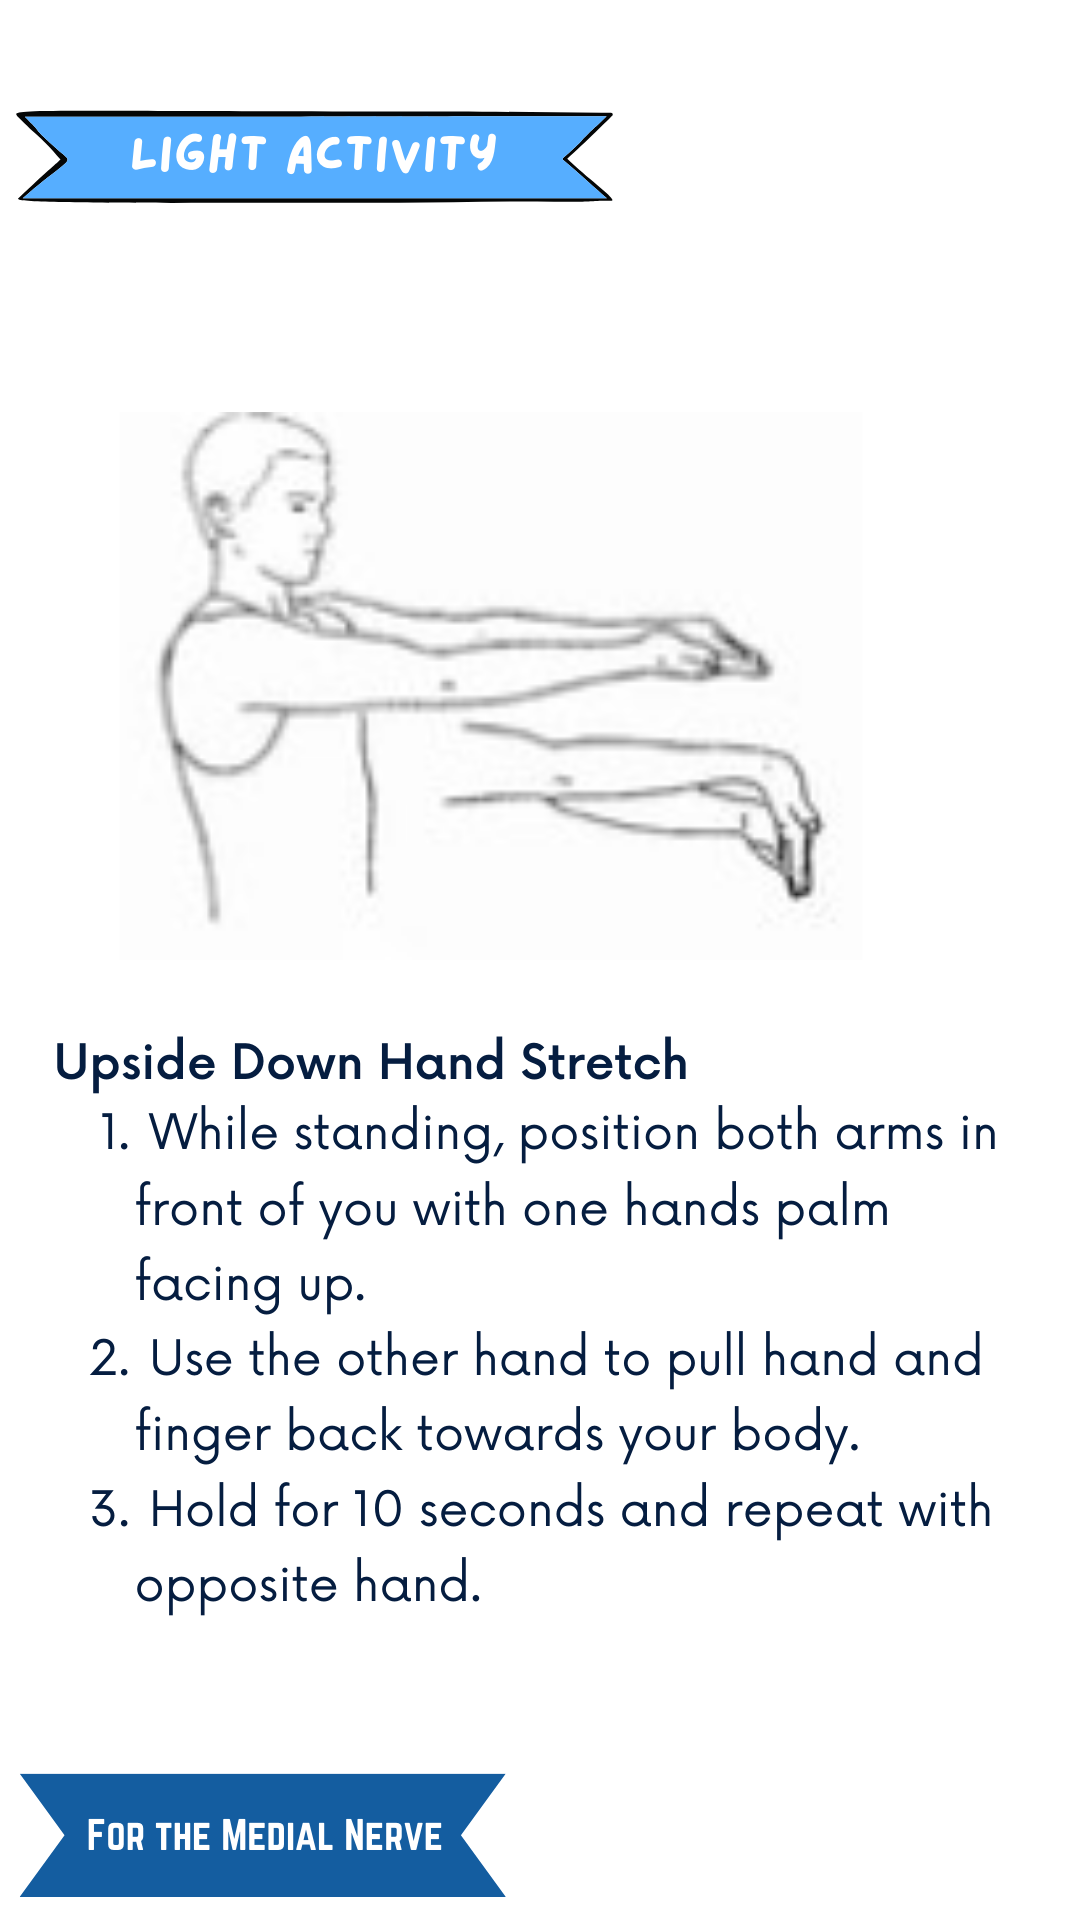 LIGHT ACTIVITY
Upside Down Hand Stretch
1. While standing, position both arms in
front of you with one hands palm
facing up.
2. Use the other hand to pull hand and
finger back towards your body.
3. Hold for 10 seconds and repeat with
opposite hand.
FOR THE MEDIAL NERVE